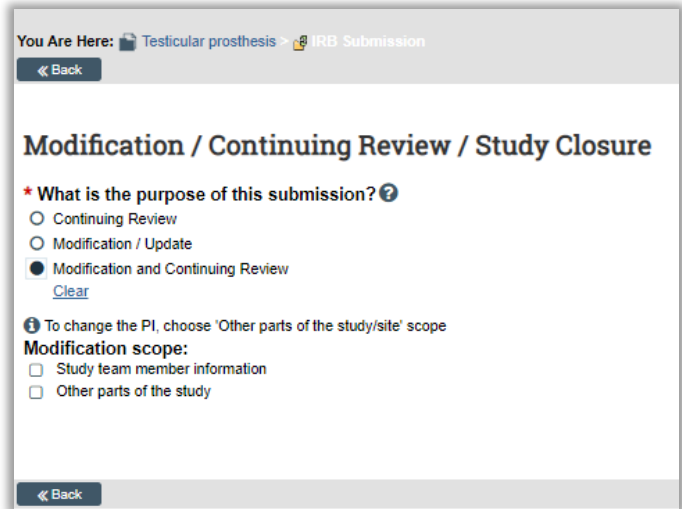 You Are Here: Testicular prosthesis > IRB Submission
« Back
Modification / Continuing Review / Study Closure
* What is the purpose of this submission? ?
Continuing Review
Modification / Update
Modification and Continuing Review
Clear
To change the PI, choose 'Other parts of the study/site' scope
Modification scope:
Study team member information
Other parts of the study
« Back